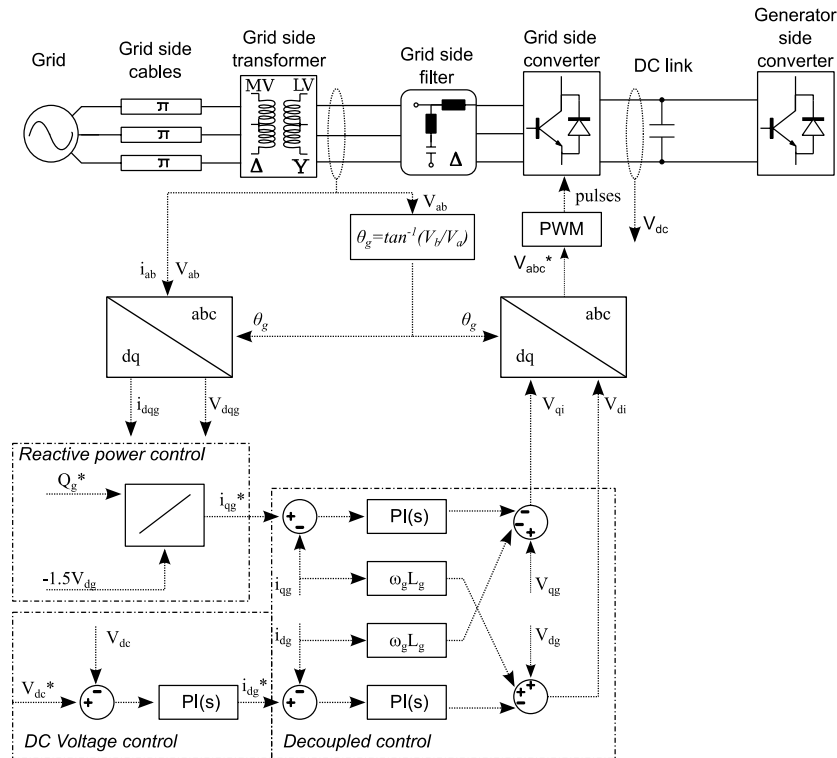 Grid
Grid side
cables
Grid side
transformer
Grid side
filter
Grid side
converter
DC link
Generator
side
converter
MV LV
π
π
π
Δ Y
Δ
pulses
V_ab
θ_g=tan⁻¹(V_b/V_a)
PWM
V_dc
i_ab V_ab
V_abc*
abc
dq
θ_g
θ_g
abc
dq
i_dqg
V_dqg
V_qi
V_di
Reactive power control
Q_g*
i_qg*
-1.5V_dg
+
-
PI(s)
-
-
+
i_qg
ω_gL_g
V_qg
i_dg
ω_gL_g
V_dg
V_dc
V_dc*
-
+
PI(s)
i_dg*
+
-
PI(s)
+
+
-
DC Voltage control
Decoupled control